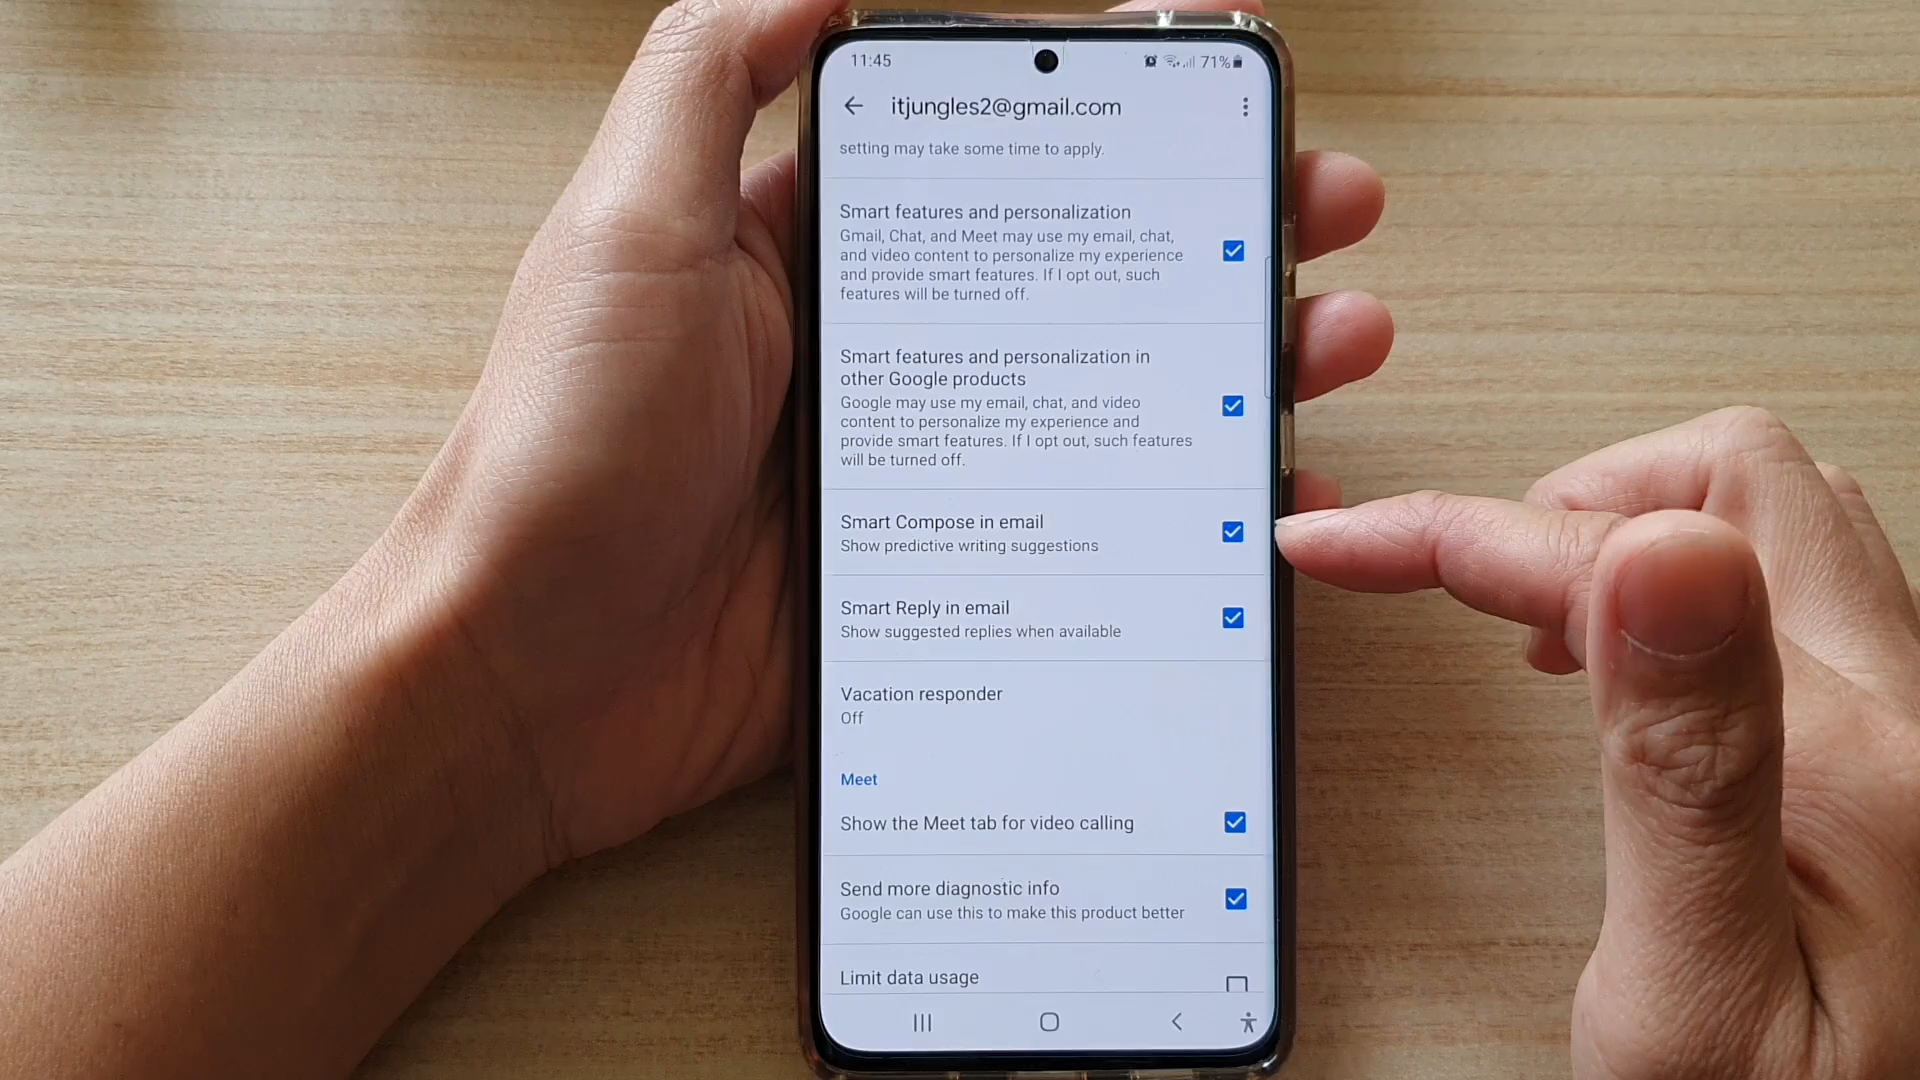 11:45
71%
itjungles2@gmail.com
setting may take some time to apply.
Smart features and personalization
Gmail, Chat, and Meet may use my email, chat,
and video content to personalize my experience
and provide smart features. If I opt out, such
features will be turned off.
Smart features and personalization in
other Google products
Google may use my email, chat, and video
content to personalize my experience and
provide smart features. If I opt out, such features
will be turned off.
Smart Compose in email
Show predictive writing suggestions
Smart Reply in email
Show suggested replies when available
Vacation responder
Off
Meet
Show the Meet tab for video calling
Send more diagnostic info
Google can use this to make this product better
Limit data usage